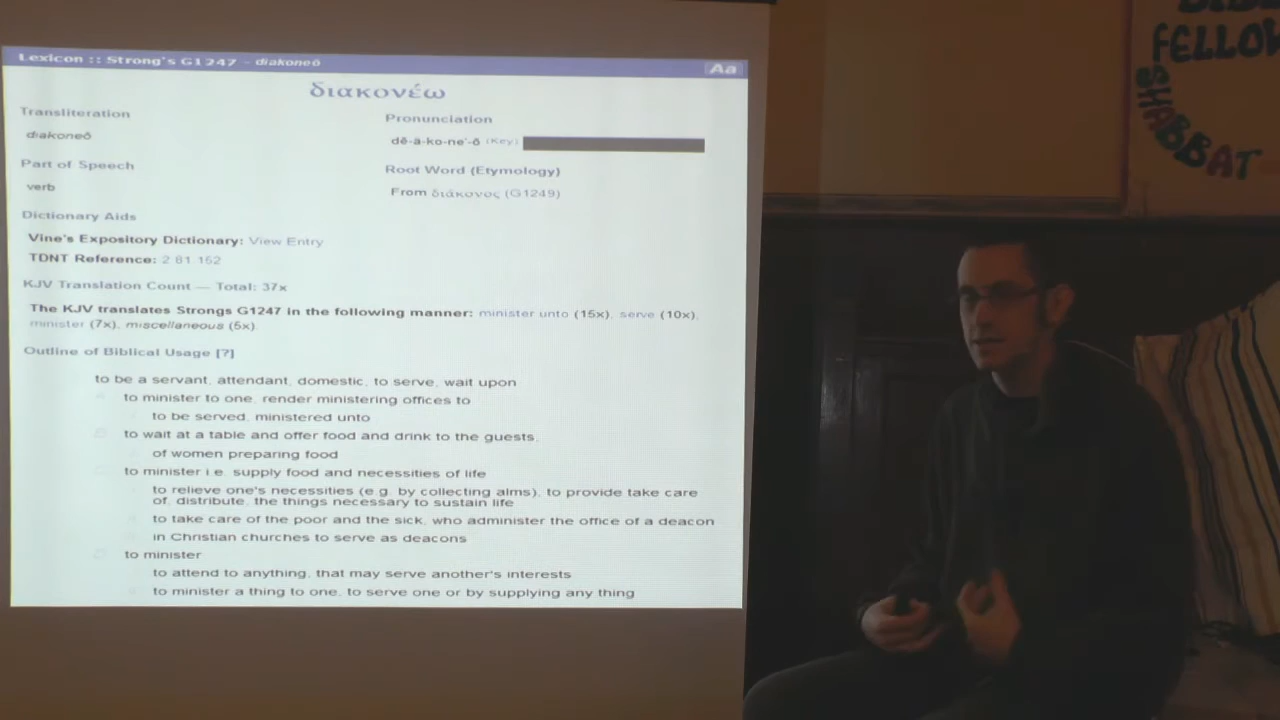 Lexicon :: Strong's G1247 - diakoneō
Aa
διακονέω
Transliteration
diakoneō
Pronunciation
dē-ä-ko-ne'-ō (Key)
Part of Speech
verb
Root Word (Etymology)
From διάκονος (G1249)
Dictionary Aids
Vine's Expository Dictionary: View Entry
TDNT Reference: 2 81 152
KJV Translation Count — Total: 37x
The KJV translates Strongs G1247 in the following manner: minister unto (15x), serve (10x),
minister (7x), miscellaneous (5x)
Outline of Biblical Usage [?]
to be a servant, attendant, domestic, to serve, wait upon
to minister to one, render ministering offices to
to be served, ministered unto
to wait at a table and offer food and drink to the guests,
of women preparing food
to minister i e supply food and necessities of life
to relieve one's necessities (e g by collecting alms), to provide take care
of, distribute, the things necessary to sustain life
to take care of the poor and the sick, who administer the office of a deacon
in Christian churches to serve as deacons
to minister
to attend to anything, that may serve another's interests
to minister a thing to one, to serve one or by supplying any thing
SHABBAT